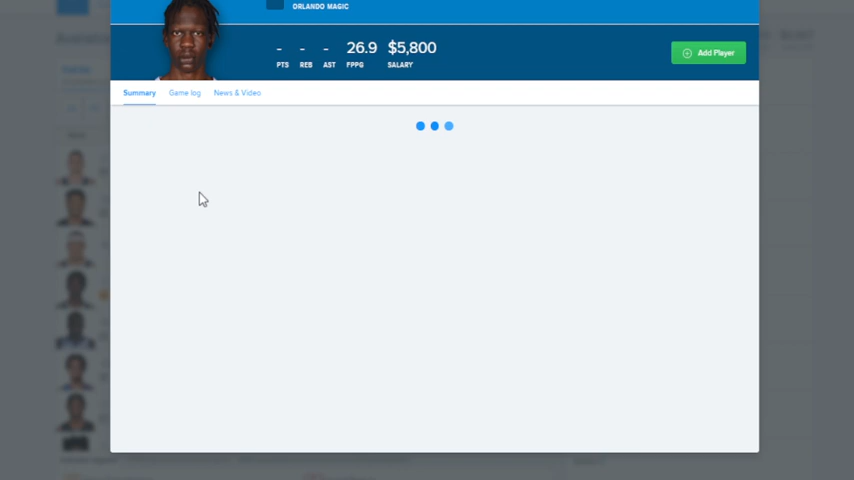 ORLANDO MAGIC
- - - 26.9 $5,800
PTS REB AST FPPG SALARY
Add Player
Summary Game log News & Video